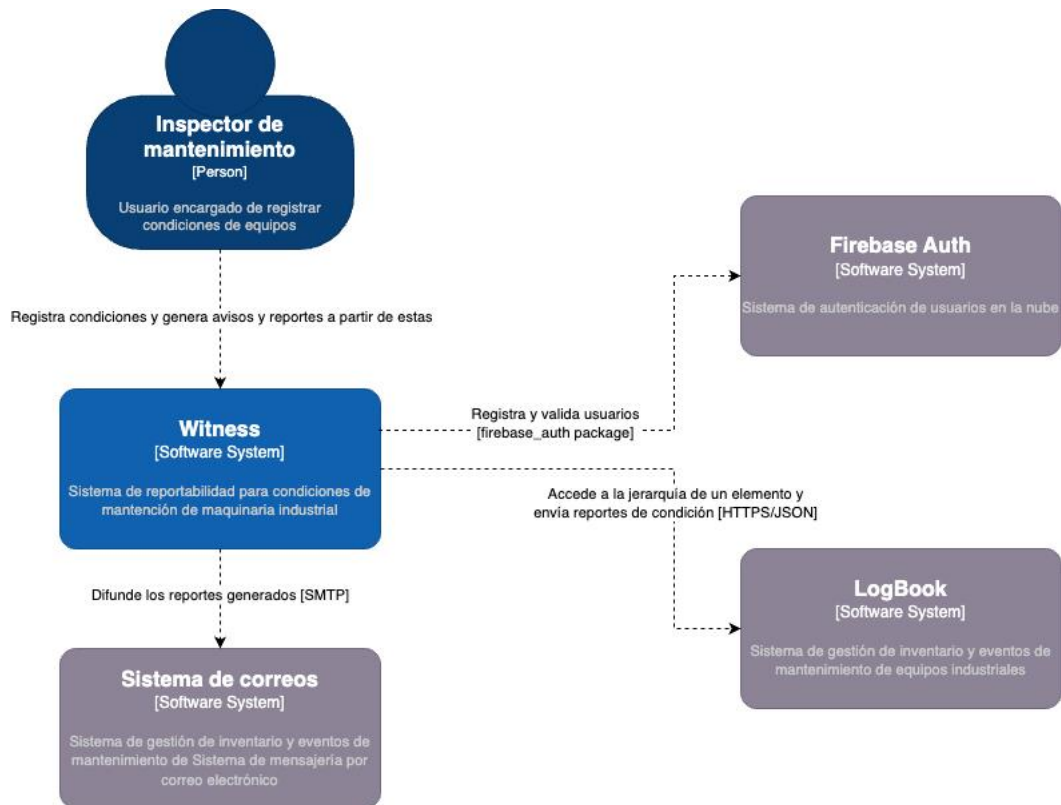 Inspector de
mantenimiento
[Person]
Usuario encargado de registrar
condiciones de equipos
Registra condiciones y genera avisos y reportes a partir de estas
Firebase Auth
[Software System]
Sistema de autenticación de usuarios en la nube
Witness
[Software System]
Sistema de reportabilidad para condiciones de
mantención de maquinaria industrial
Registra y valida usuarios
[firebase_auth package]
Accede a la jerarquía de un elemento y
envía reportes de condición [HTTPS/JSON]
LogBook
[Software System]
Sistema de gestión de inventario y eventos de
mantenimiento de equipos industriales
Difunde los reportes generados [SMTP]
Sistema de correos
[Software System]
Sistema de gestión de inventario y eventos de
mantenimiento de Sistema de mensajería por
correo electrónico